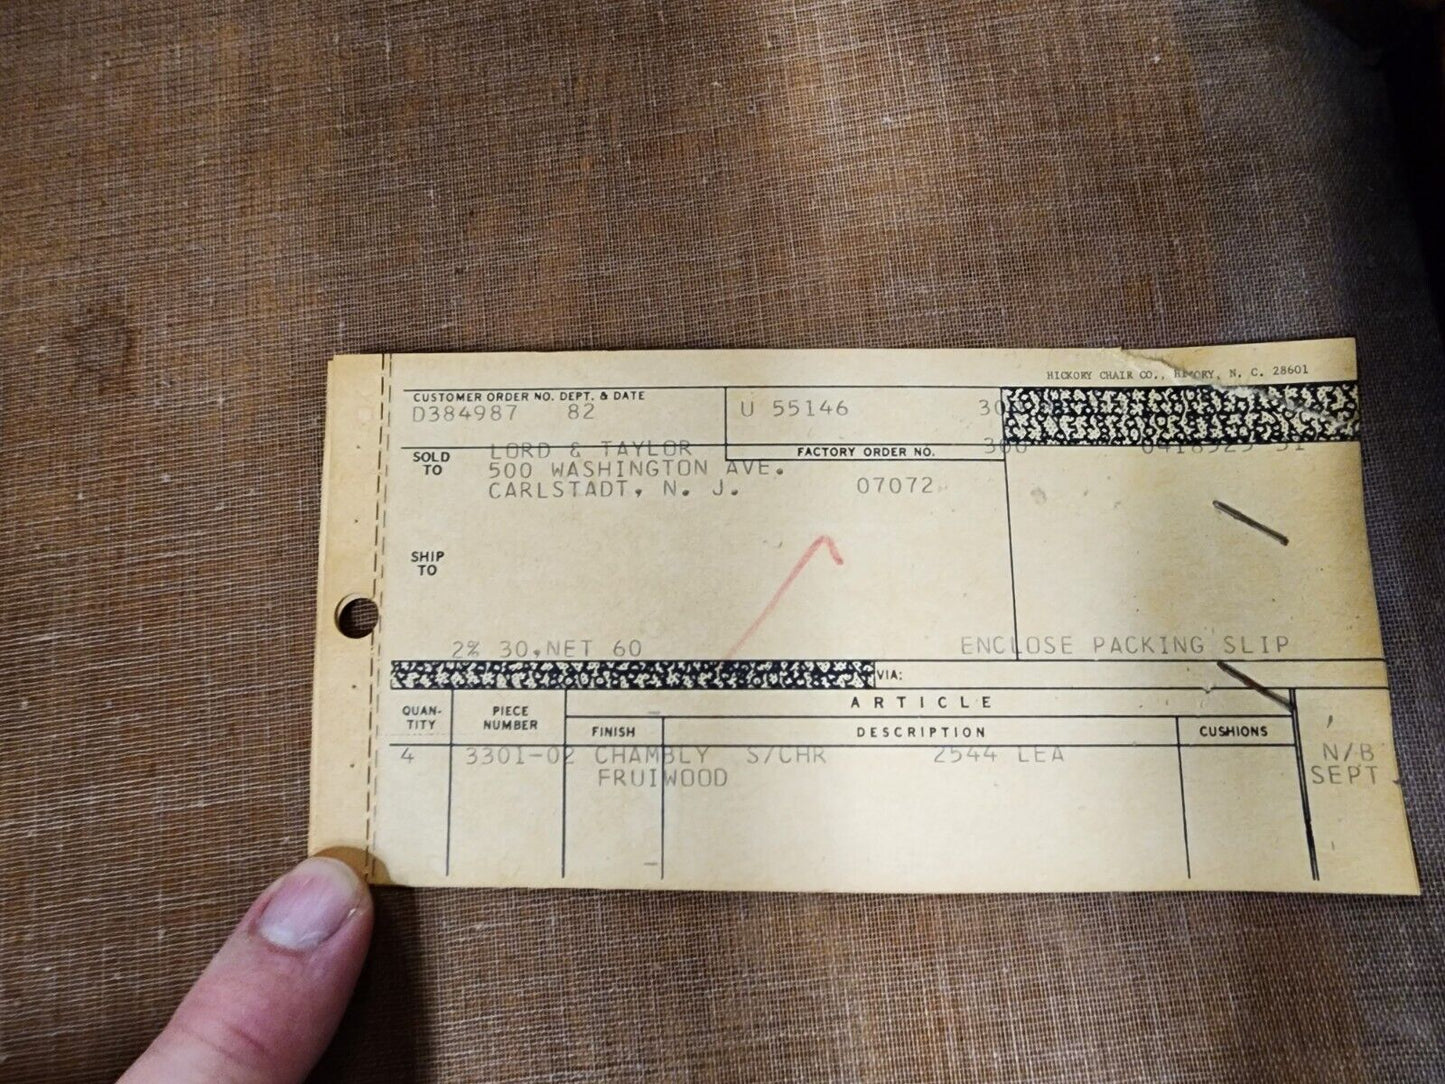 HICKORY CHAIR CO., N. C. 28601
CUSTOMER ORDER NO. DEPT. & DATE
D384987 82
U 55146
FACTORY ORDER NO.
SOLD TO
LORD & TAYLOR
500 WASHINGTON AVE.
CARLSTADT, N. J. 07072
SHIP TO
2% 30,NET 60
ENCLOSE PACKING SLIP
VIA:
QUAN-
TITY
PIECE
NUMBER
ARTICLE
FINISH
DESCRIPTION
CUSHIONS
4 3301-02 CHAMBLY S/CHR 2544 LEA
FRUIWOOD
N/B
SEPT